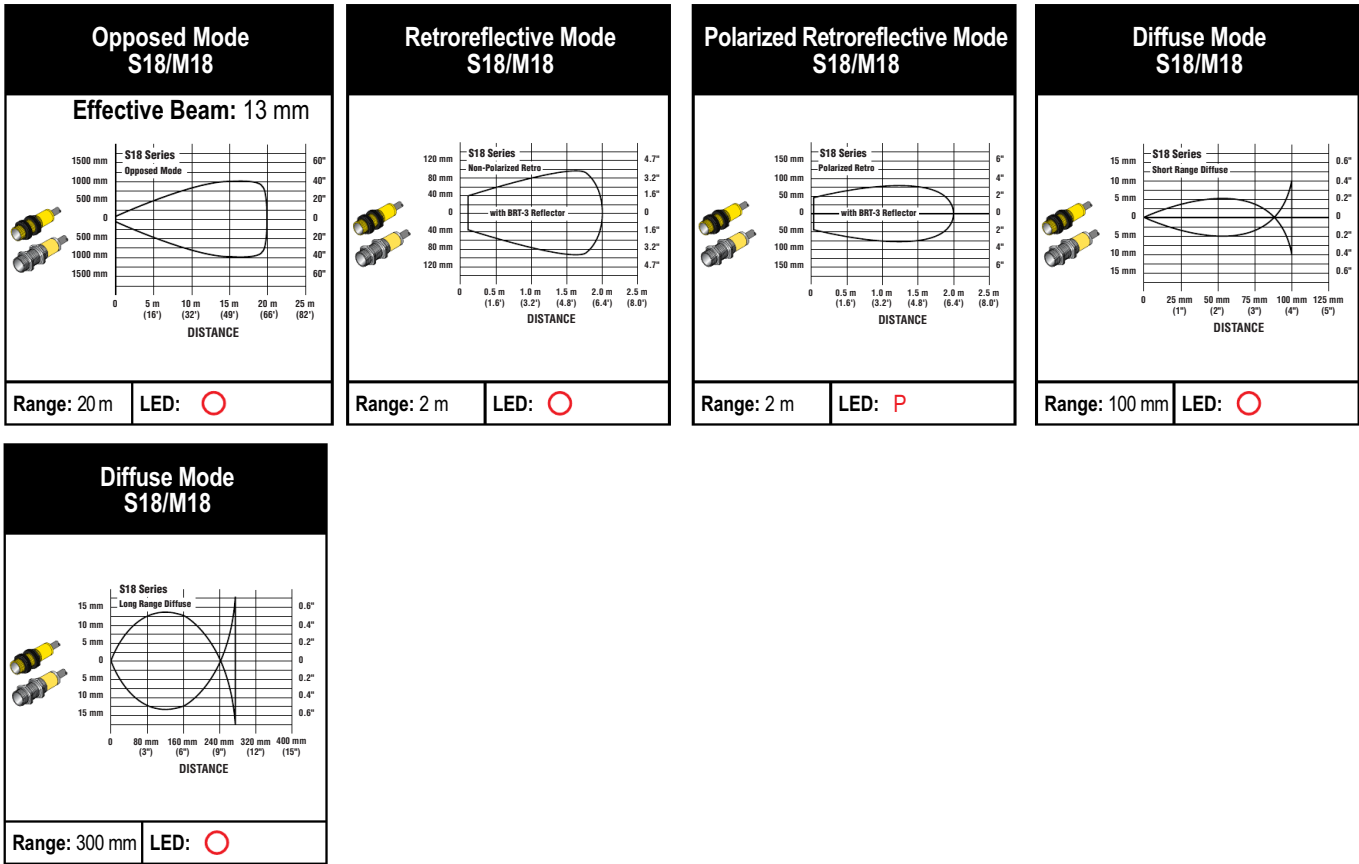 Opposed Mode
S18/M18
Effective Beam: 13 mm
S18 Series
Opposed Mode
1500 mm
1000 mm
500 mm
0
500 mm
1000 mm
1500 mm
60"
40"
20"
0
20"
40"
60"
0 5 m 10 m 15 m 20 m 25 m
(16') (32') (49') (66') (82')
DISTANCE
Range: 20 m LED:
Retroreflective Mode
S18/M18
S18 Series
Non-Polarized Retro
with BRT-3 Reflector
120 mm
80 mm
40 mm
0
40 mm
80 mm
120 mm
4.7"
3.2"
1.6"
0
1.6"
3.2"
4.7"
0 0.5 m 1.0 m 1.5 m 2.0 m 2.5 m
(1.6') (3.2') (4.8') (6.4') (8.0')
DISTANCE
Range: 2 m LED:
Polarized Retroreflective Mode
S18/M18
S18 Series
Polarized Retro
with BRT-3 Reflector
150 mm
100 mm
50 mm
0
50 mm
100 mm
150 mm
6"
4"
2"
0
2"
4"
6"
0 0.5 m 1.0 m 1.5 m 2.0 m 2.5 m
(1.6') (3.2') (4.8') (6.4') (8.0')
DISTANCE
Range: 2 m LED: P
Diffuse Mode
S18/M18
S18 Series
Short Range Diffuse
15 mm
10 mm
5 mm
0
5 mm
10 mm
15 mm
0.6"
0.4"
0.2"
0
0.2"
0.4"
0.6"
0 25 mm 50 mm 75 mm 100 mm 125 mm
(1") (2") (3") (4") (5")
DISTANCE
Range: 100 mm LED:
Diffuse Mode
S18/M18
S18 Series
Long Range Diffuse
15 mm
10 mm
5 mm
0
5 mm
10 mm
15 mm
0.6"
0.4"
0.2"
0
0.2"
0.4"
0.6"
0 80 mm 160 mm 240 mm 320 mm 400 mm
(3") (6") (9") (12") (15")
DISTANCE
Range: 300 mm LED: